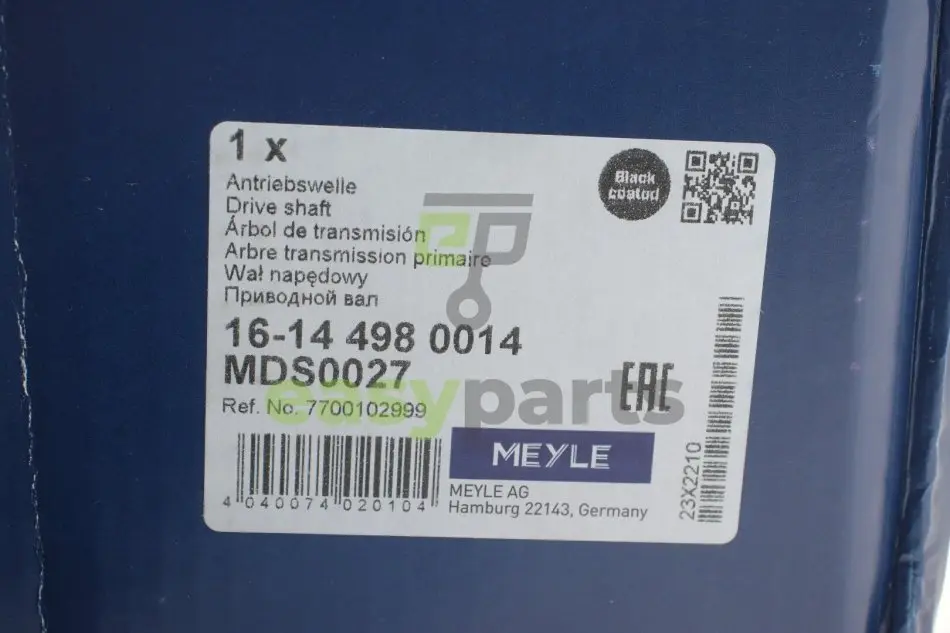 1 x
Black
coated
Antriebswelle
Drive shaft
Árbol de transmisión
Arbre transmission primaire
Wał napędowy
Приводной вал
16-14 498 0014
MDS0027
Ref. No. 7700102999
EAC
easyparts
MEYLE
MEYLE AG
Hamburg 22143, Germany
4 040074 020104
23X2210